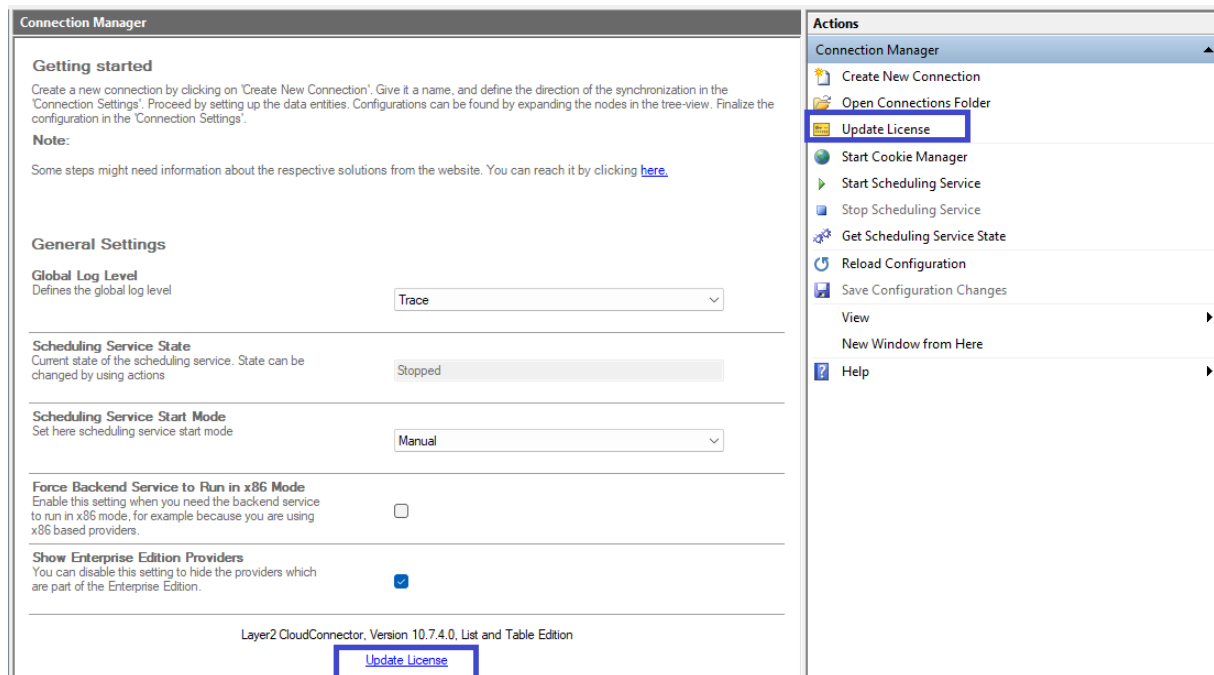 Connection Manager
Getting started
Create a new connection by clicking on 'Create New Connection'. Give it a name, and define the direction of the synchronization in the
'Connection Settings'. Proceed by setting up the data entities. Configurations can be found by expanding the nodes in the tree-view. Finalize the
configuration in the 'Connection Settings'.
Note:
Some steps might need information about the respective solutions from the website. You can reach it by clicking here.
General Settings
Global Log Level
Defines the global log level
Trace
Scheduling Service State
Current state of the scheduling service. State can be
changed by using actions
Stopped
Scheduling Service Start Mode
Set here scheduling service start mode
Manual
Force Backend Service to Run in x86 Mode
Enable this setting when you need the backend service
to run in x86 mode, for example because you are using
x86 based providers.
Show Enterprise Edition Providers
You can disable this setting to hide the providers which
are part of the Enterprise Edition.
Layer2 CloudConnector, Version 10.7.4.0, List and Table Edition
Update License
Actions
Connection Manager
Create New Connection
Open Connections Folder
Update License
Start Cookie Manager
Start Scheduling Service
Stop Scheduling Service
Get Scheduling Service State
Reload Configuration
Save Configuration Changes
View
New Window from Here
Help